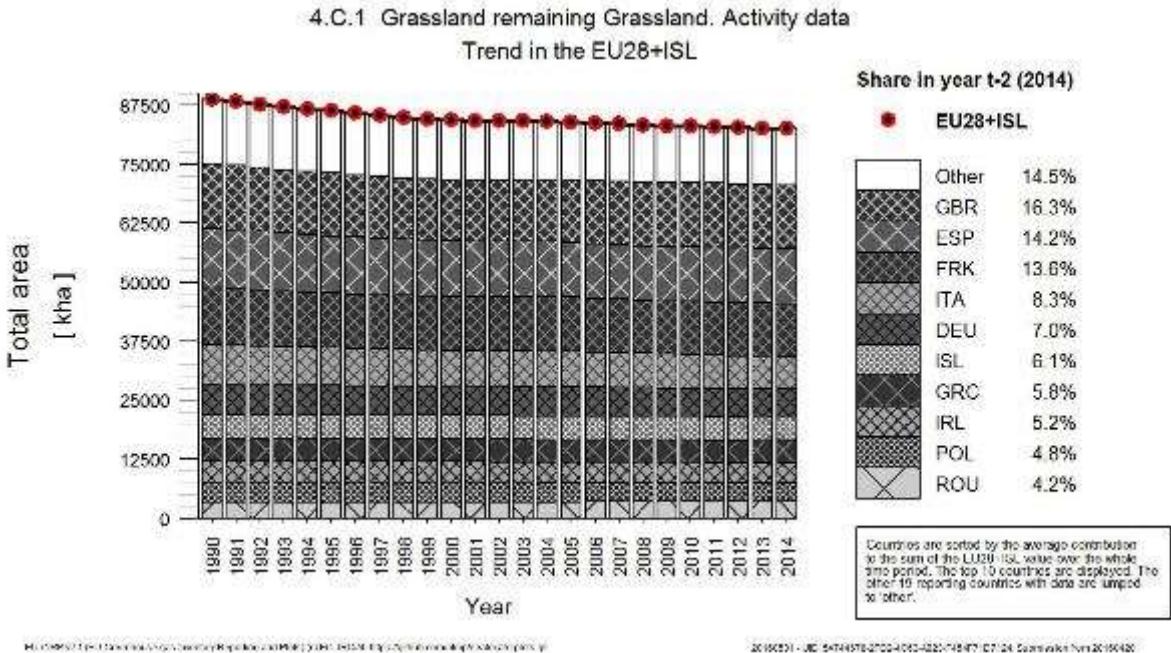 4.C.1 Grassland remaining Grassland. Activity data
Trend in the EU28+ISL
Share in year t-2 (2014)
EU28+ISL
Other 14.5%
GBR 16.3%
ESP 14.2%
FRK 13.6%
ITA 8.3%
DEU 7.0%
ISL 6.1%
GRC 5.8%
IRL 5.2%
POL 4.8%
ROU 4.2%
Total area
[ kha ]
87500
75000
62500
50000
37500
25000
12500
0
1990 1991 1992 1993 1994 1995 1996 1997 1998 1999 2000 2001 2002 2003 2004 2005 2006 2007 2008 2009 2010 2011 2012 2013 2014
Year
Countries are sorted by the average contribution
to the sum of the EU28+ISL value over the whole
time period. The top 10 countries are displayed. The
other 19 reporting countries with data are lumped
to 'other'.